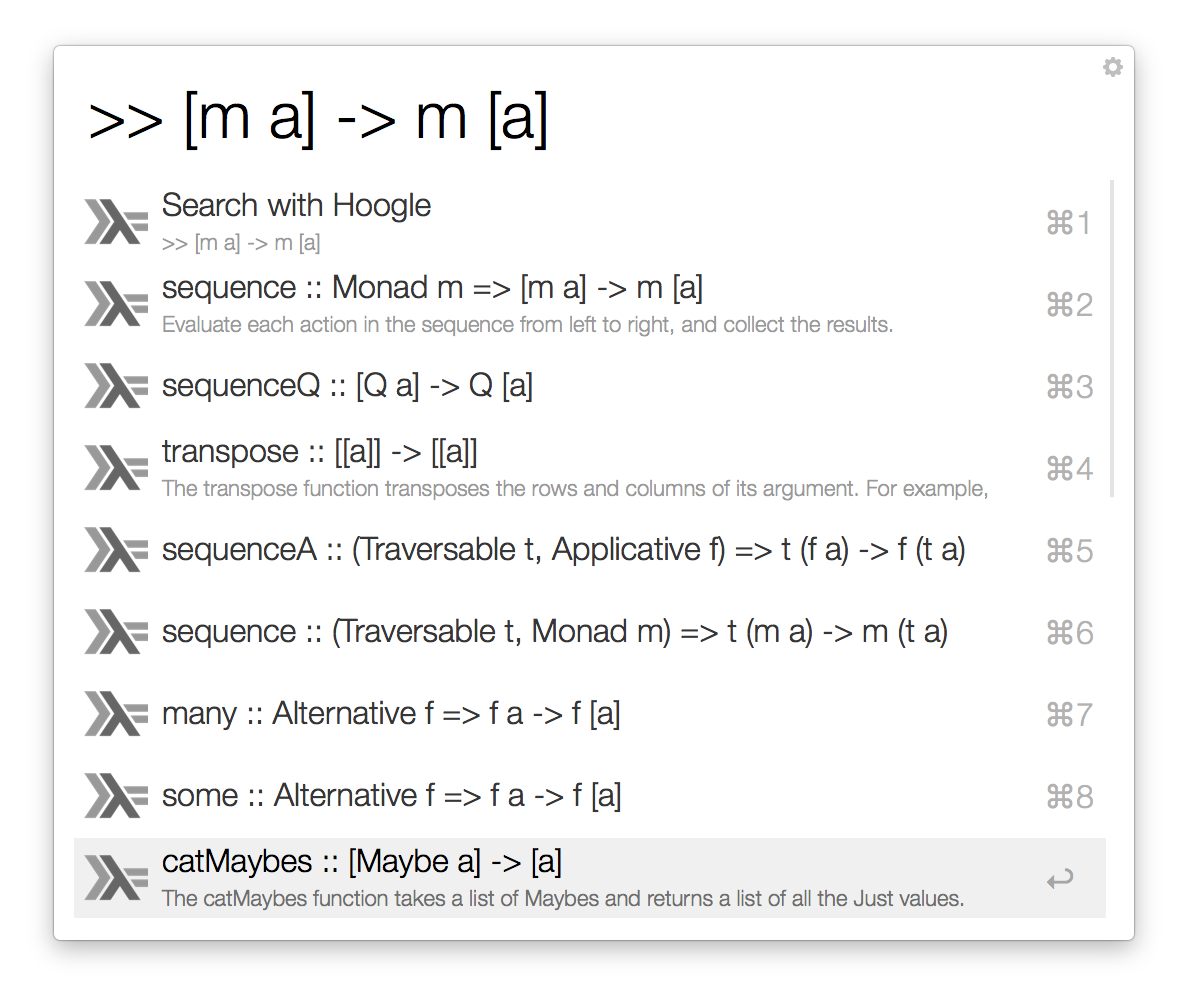 >> [m a] -> m [a]
Search with Hoogle
>> [m a] -> m [a]
⌘1
sequence :: Monad m => [m a] -> m [a]
Evaluate each action in the sequence from left to right, and collect the results.
⌘2
sequenceQ :: [Q a] -> Q [a]
⌘3
transpose :: [[a]] -> [[a]]
The transpose function transposes the rows and columns of its argument. For example,
⌘4
sequenceA :: (Traversable t, Applicative f) => t (f a) -> f (t a)
⌘5
sequence :: (Traversable t, Monad m) => t (m a) -> m (t a)
⌘6
many :: Alternative f => f a -> f [a]
⌘7
some :: Alternative f => f a -> f [a]
⌘8
catMaybes :: [Maybe a] -> [a]
The catMaybes function takes a list of Maybes and returns a list of all the Just values.